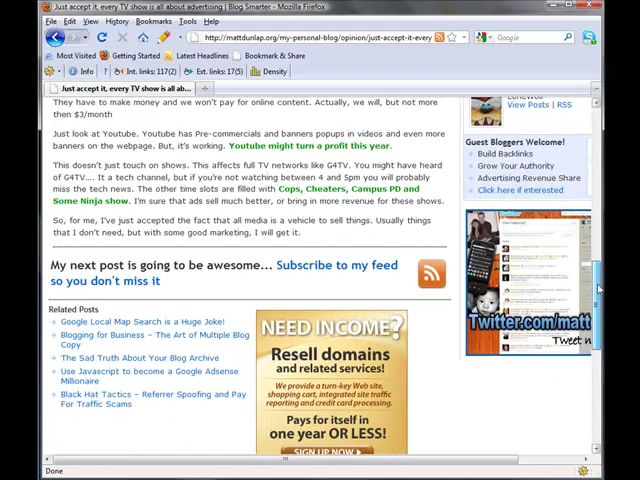 Just accept it, every TV show is all about advertising | Blog Smarter - Mozilla Firefox
File Edit View History Bookmarks Tools Help
http://mattdunlap.org/my-personal-blog/opinion/just-accept-it-every
Google
Most Visited Getting Started Latest Headlines Bookmark & Share
Info Int. links: 117(2) Ext. links: 17(5) Density
Just accept it, every TV show is all ab...
They have to make money and we won't pay for online content. Actually, we will, but not more
then $3/month
Just look at Youtube. Youtube has Pre-commercials and banners popups in videos and even more
banners on the webpage. But, it's working. Youtube might turn a profit this year.
This doesn't just touch on shows. This affects full TV networks like G4TV. You might have heard
of G4TV.... It a tech channel, but if you're not watching between 4 and 5pm you will probably
miss the tech news. The other time slots are filled with Cops, Cheaters, Campus PD and
Some Ninja show. I'm sure that ads sell much better, or bring in more revenue for these shows.
So, for me, I've just accepted the fact that all media is a vehicle to sell things. Usually things
that I don't need, but with some good marketing, I will get it.
My next post is going to be awesome... Subscribe to my feed
so you don't miss it
Related Posts
Google Local Map Search is a Huge Joke!
Blogging for Business – The Art of Multiple Blog
Copy
The Sad Truth About Your Blog Archive
Use Javascript to become a Google Adsense
Millionaire
Black Hat Tactics – Referrer Spoofing and Pay
For Traffic Scams
NEED INCOME?
Resell domains
and related services!
We provide a turn-key Web site,
shopping cart, integrated site traffic
reporting and credit card processing.
Pays for itself in
one year OR LESS!
SIGN UP NOW
View Posts | RSS
Guest Bloggers Welcome!
Build Backlinks
Grow Your Authority
Advertising Revenue Share
Click here if interested
Twitter
Twitter.com/matt
Tweet
Done